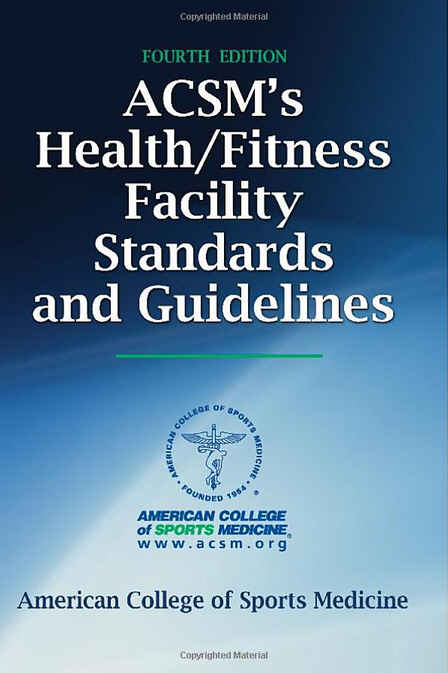 Copyrighted Material
FOURTH EDITION
ACSM's
Health/Fitness
Facility
Standards
and Guidelines
AMERICAN COLLEGE OF SPORTS MEDICINE
• FOUNDED 1954 •
®
AMERICAN COLLEGE
of SPORTS MEDICINE®
www.acsm.org
American College of Sports Medicine
Copyrighted Material